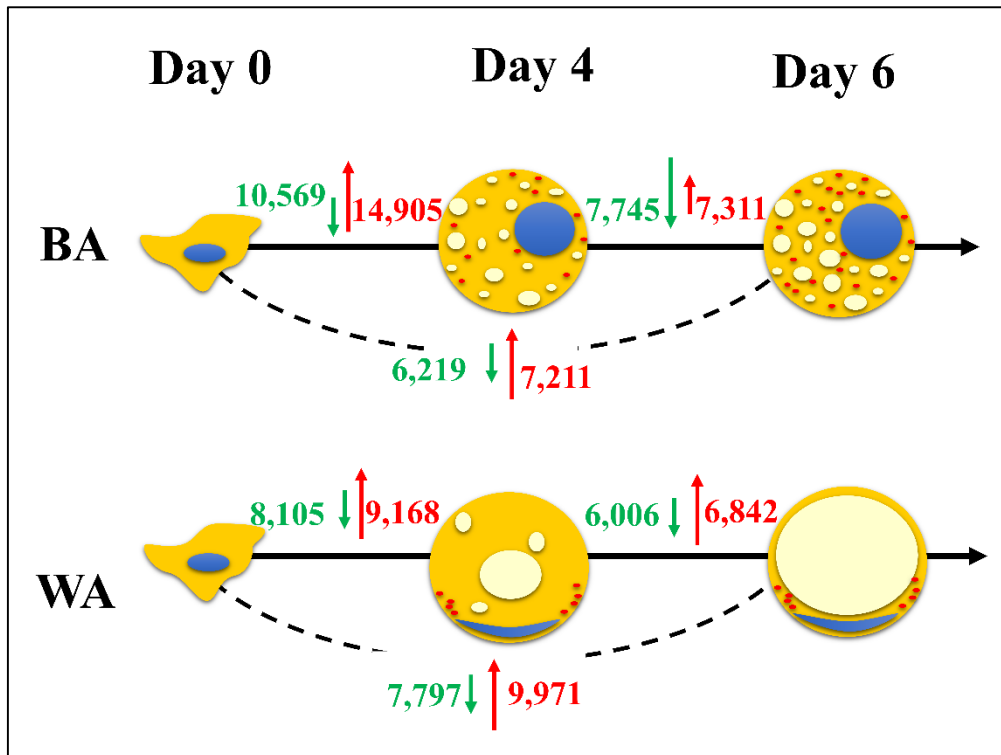 Day 0 Day 4 Day 6
10,569 14,905 7,745 7,311
BA
6,219 7,211
8,105 9,168 6,006 6,842
WA
7,797 9,971